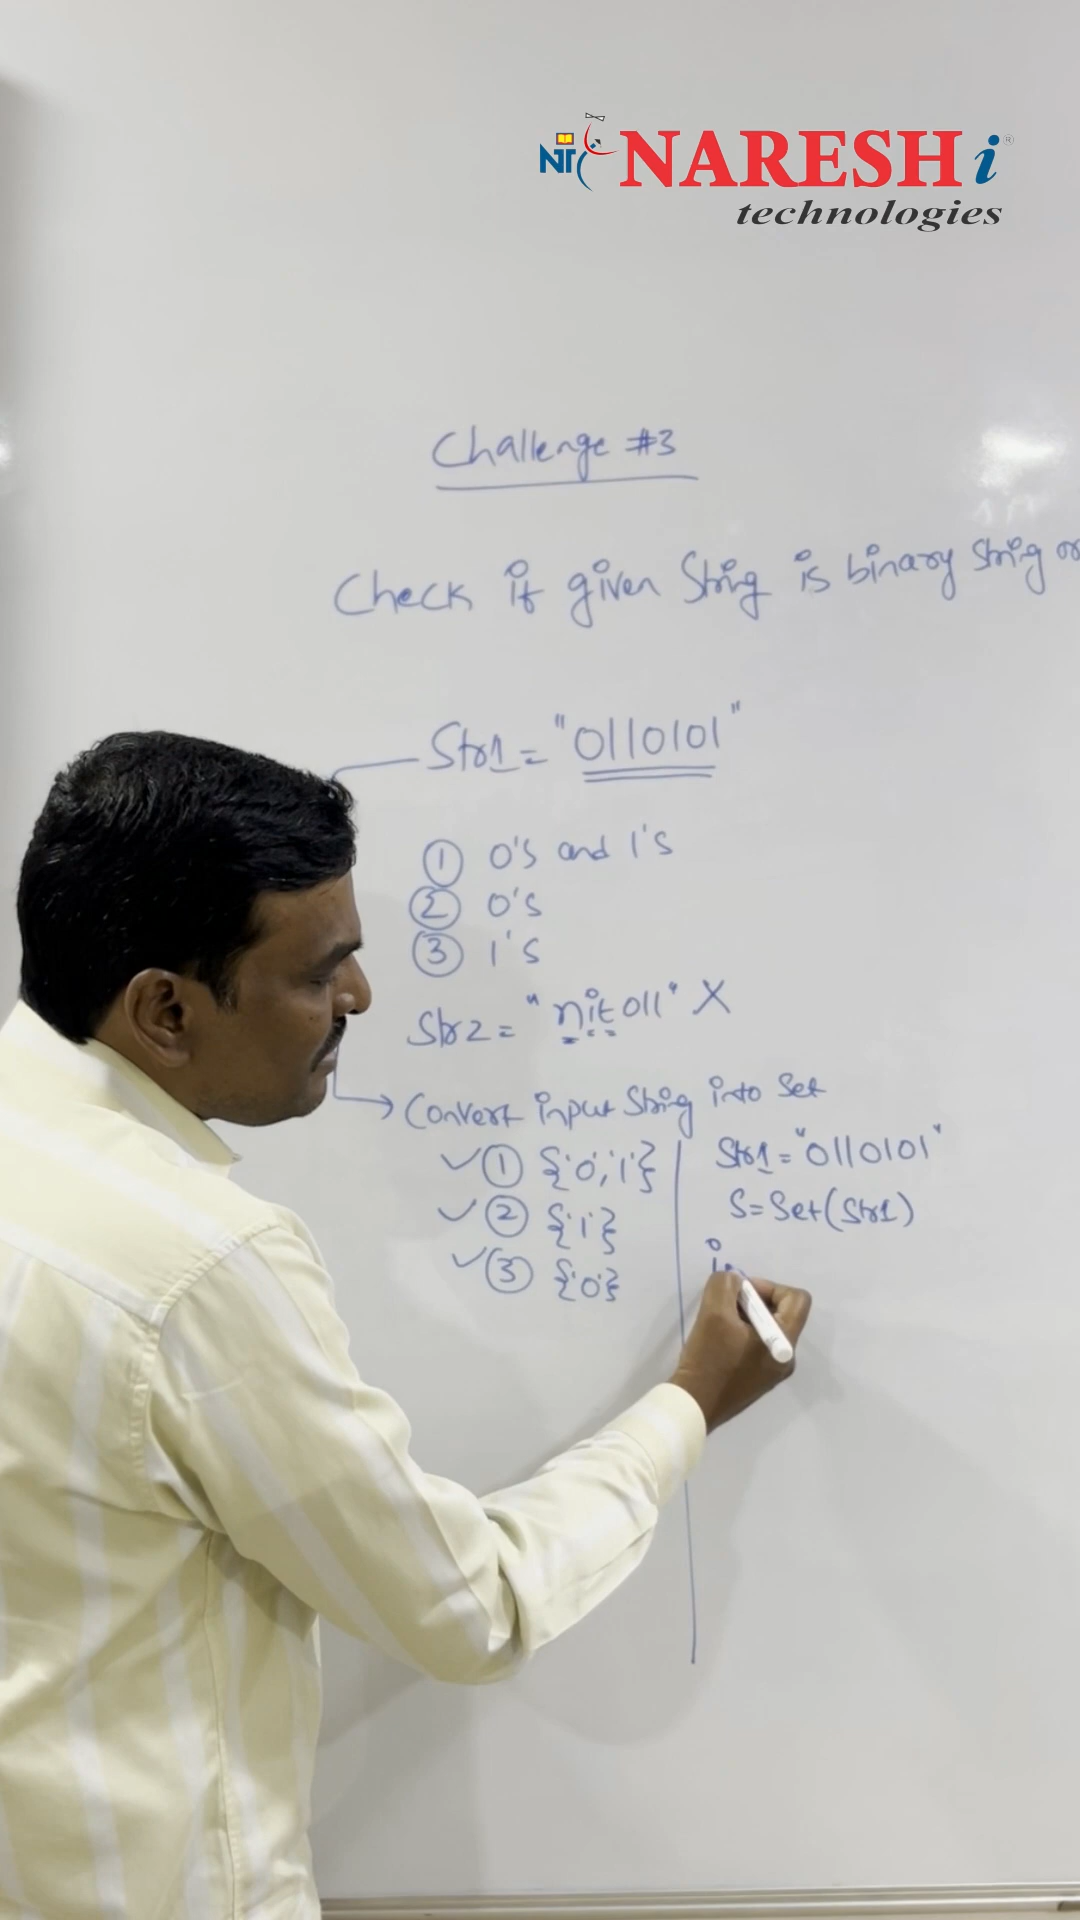 NT NARESH i ®
technologies
Challenge #3
Check if given String is binary string or
Str1 = "0110101"
① 0's and 1's
② 0's
③ 1's
Str2 = "nit011" X
→ Convert input String into Set
✓ ① {'0','1'}
✓ ② {'1'}
✓ ③ {'0'}
Str1 = "0110101"
S=Set(Str1)